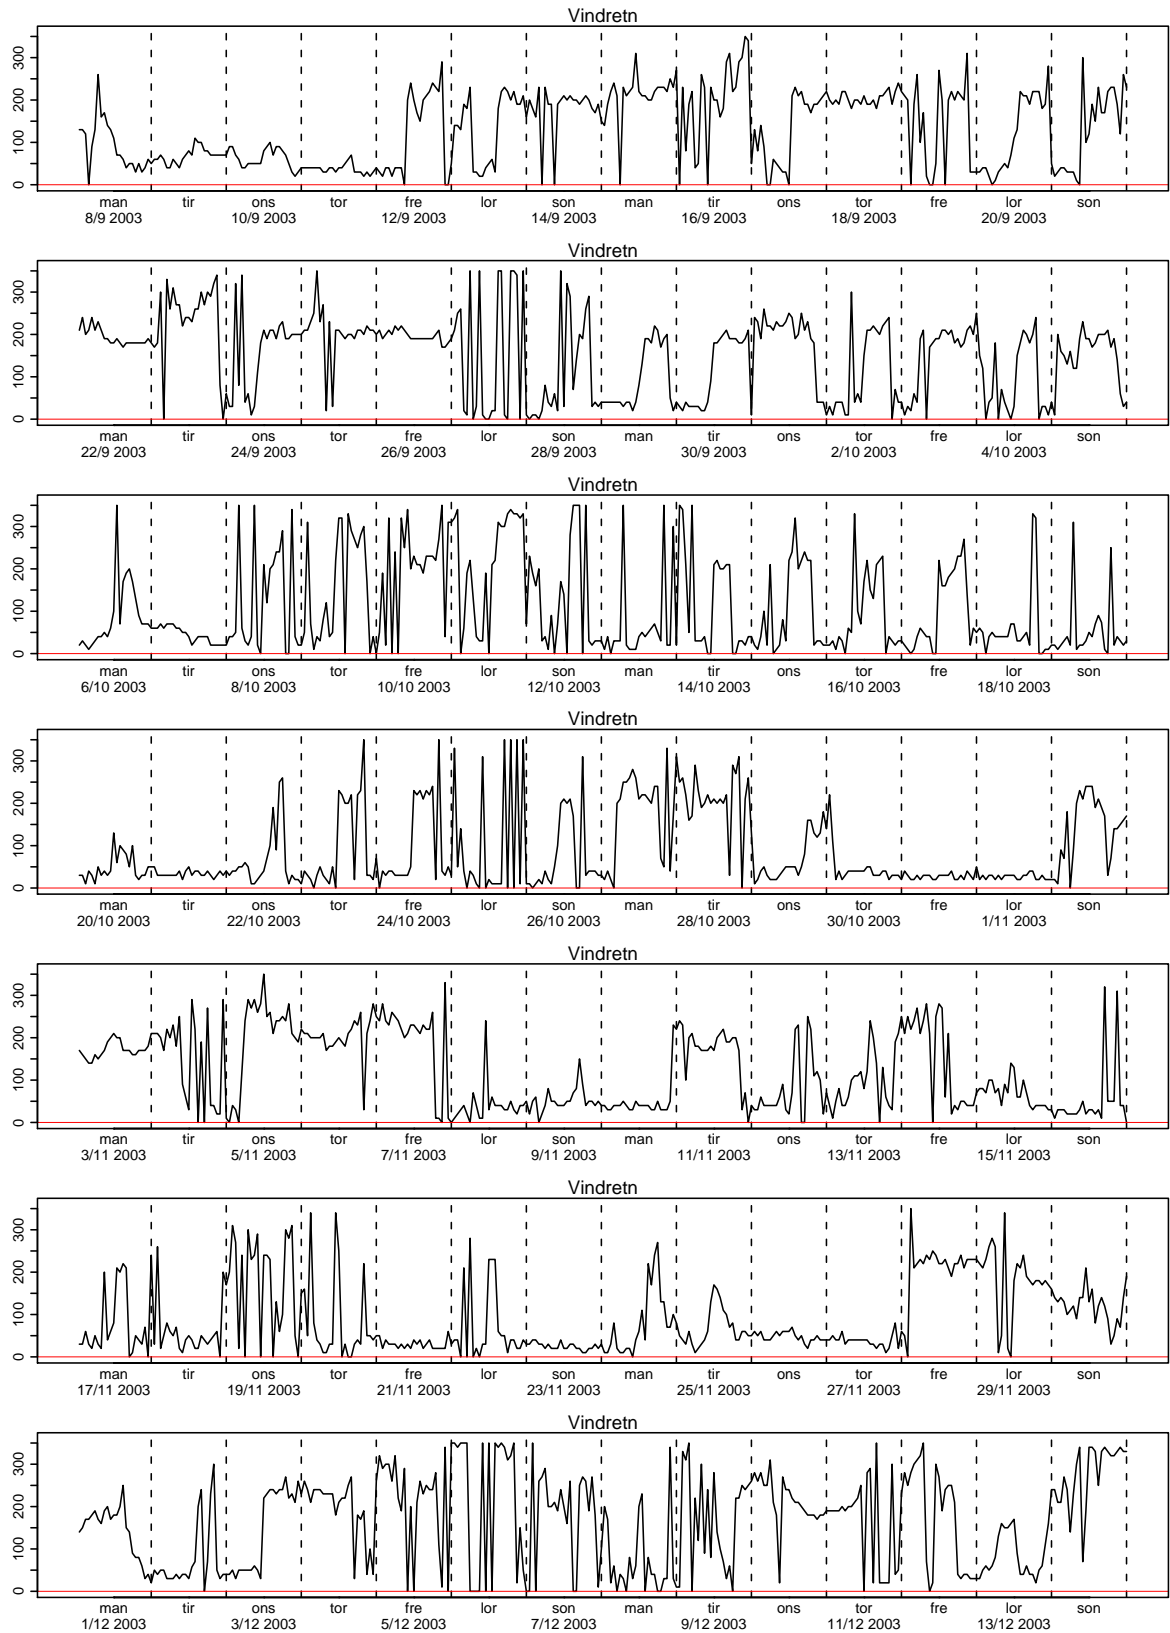 Vindretn
300
200
100
0
man tir ons tor fre lor son man tir ons tor fre lor son
8/9 2003 10/9 2003 12/9 2003 14/9 2003 16/9 2003 18/9 2003 20/9 2003
Vindretn
300
200
100
0
man tir ons tor fre lor son man tir ons tor fre lor son
22/9 2003 24/9 2003 26/9 2003 28/9 2003 30/9 2003 2/10 2003 4/10 2003
Vindretn
300
200
100
0
man tir ons tor fre lor son man tir ons tor fre lor son
6/10 2003 8/10 2003 10/10 2003 12/10 2003 14/10 2003 16/10 2003 18/10 2003
Vindretn
300
200
100
0
man tir ons tor fre lor son man tir ons tor fre lor son
20/10 2003 22/10 2003 24/10 2003 26/10 2003 28/10 2003 30/10 2003 1/11 2003
Vindretn
300
200
100
0
man tir ons tor fre lor son man tir ons tor fre lor son
3/11 2003 5/11 2003 7/11 2003 9/11 2003 11/11 2003 13/11 2003 15/11 2003
Vindretn
300
200
100
0
man tir ons tor fre lor son man tir ons tor fre lor son
17/11 2003 19/11 2003 21/11 2003 23/11 2003 25/11 2003 27/11 2003 29/11 2003
Vindretn
300
200
100
0
man tir ons tor fre lor son man tir ons tor fre lor son
1/12 2003 3/12 2003 5/12 2003 7/12 2003 9/12 2003 11/12 2003 13/12 2003